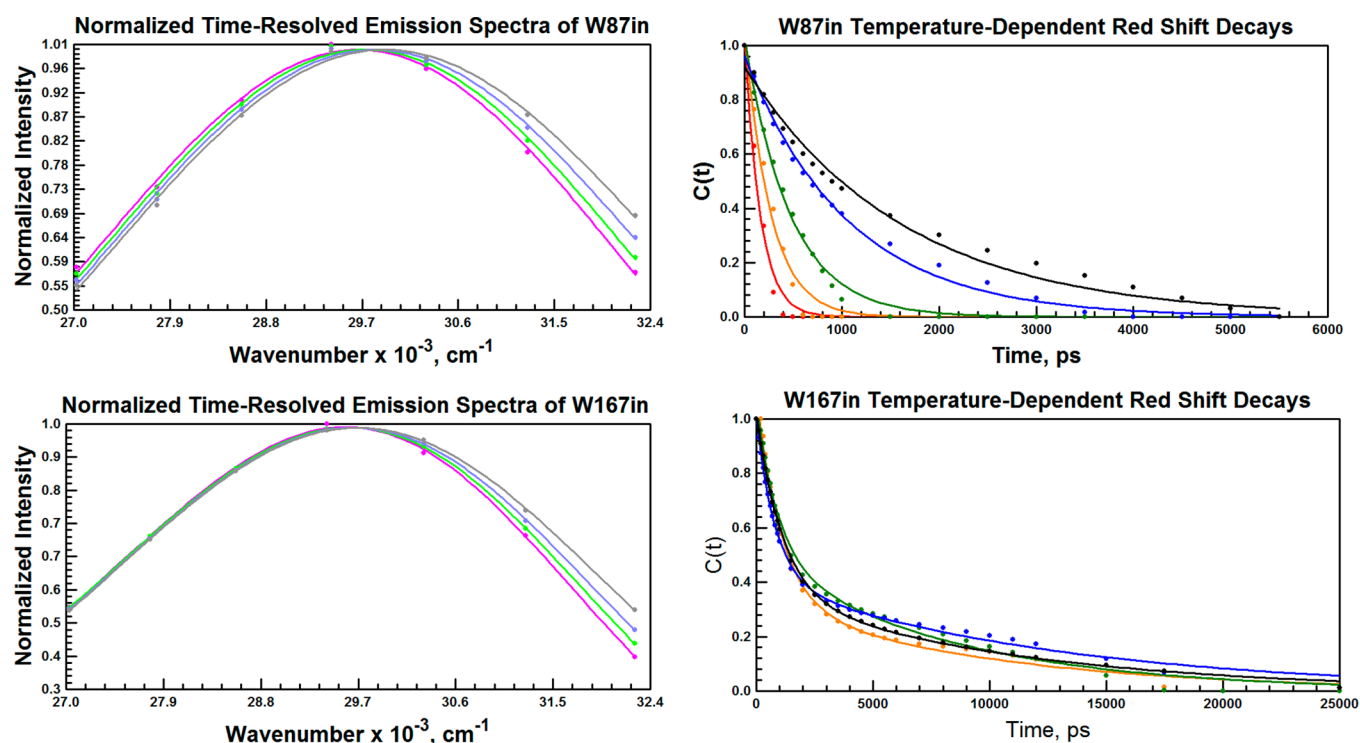 Normalized Time-Resolved Emission Spectra of W87in
1.01
0.96
0.92
0.87
0.82
0.78
0.73
0.69
0.64
0.59
0.55
0.50
Normalized Intensity
27.0 27.9 28.8 29.7 30.6 31.5 32.4
Wavenumber x 10⁻³, cm⁻¹
W87in Temperature-Dependent Red Shift Decays
1.0
0.8
0.6
0.4
0.2
0.0
C(t)
0 1000 2000 3000 4000 5000 6000
Time, ps
Normalized Time-Resolved Emission Spectra of W167in
1.0
0.9
0.8
0.7
0.6
0.5
0.4
0.3
Normalized Intensity
27.0 27.9 28.8 29.7 30.6 31.5 32.4
Wavenumber x 10⁻³, cm⁻¹
W167in Temperature-Dependent Red Shift Decays
1.0
0.8
0.6
0.4
0.2
0.0
C(t)
0 5000 10000 15000 20000 25000
Time, ps